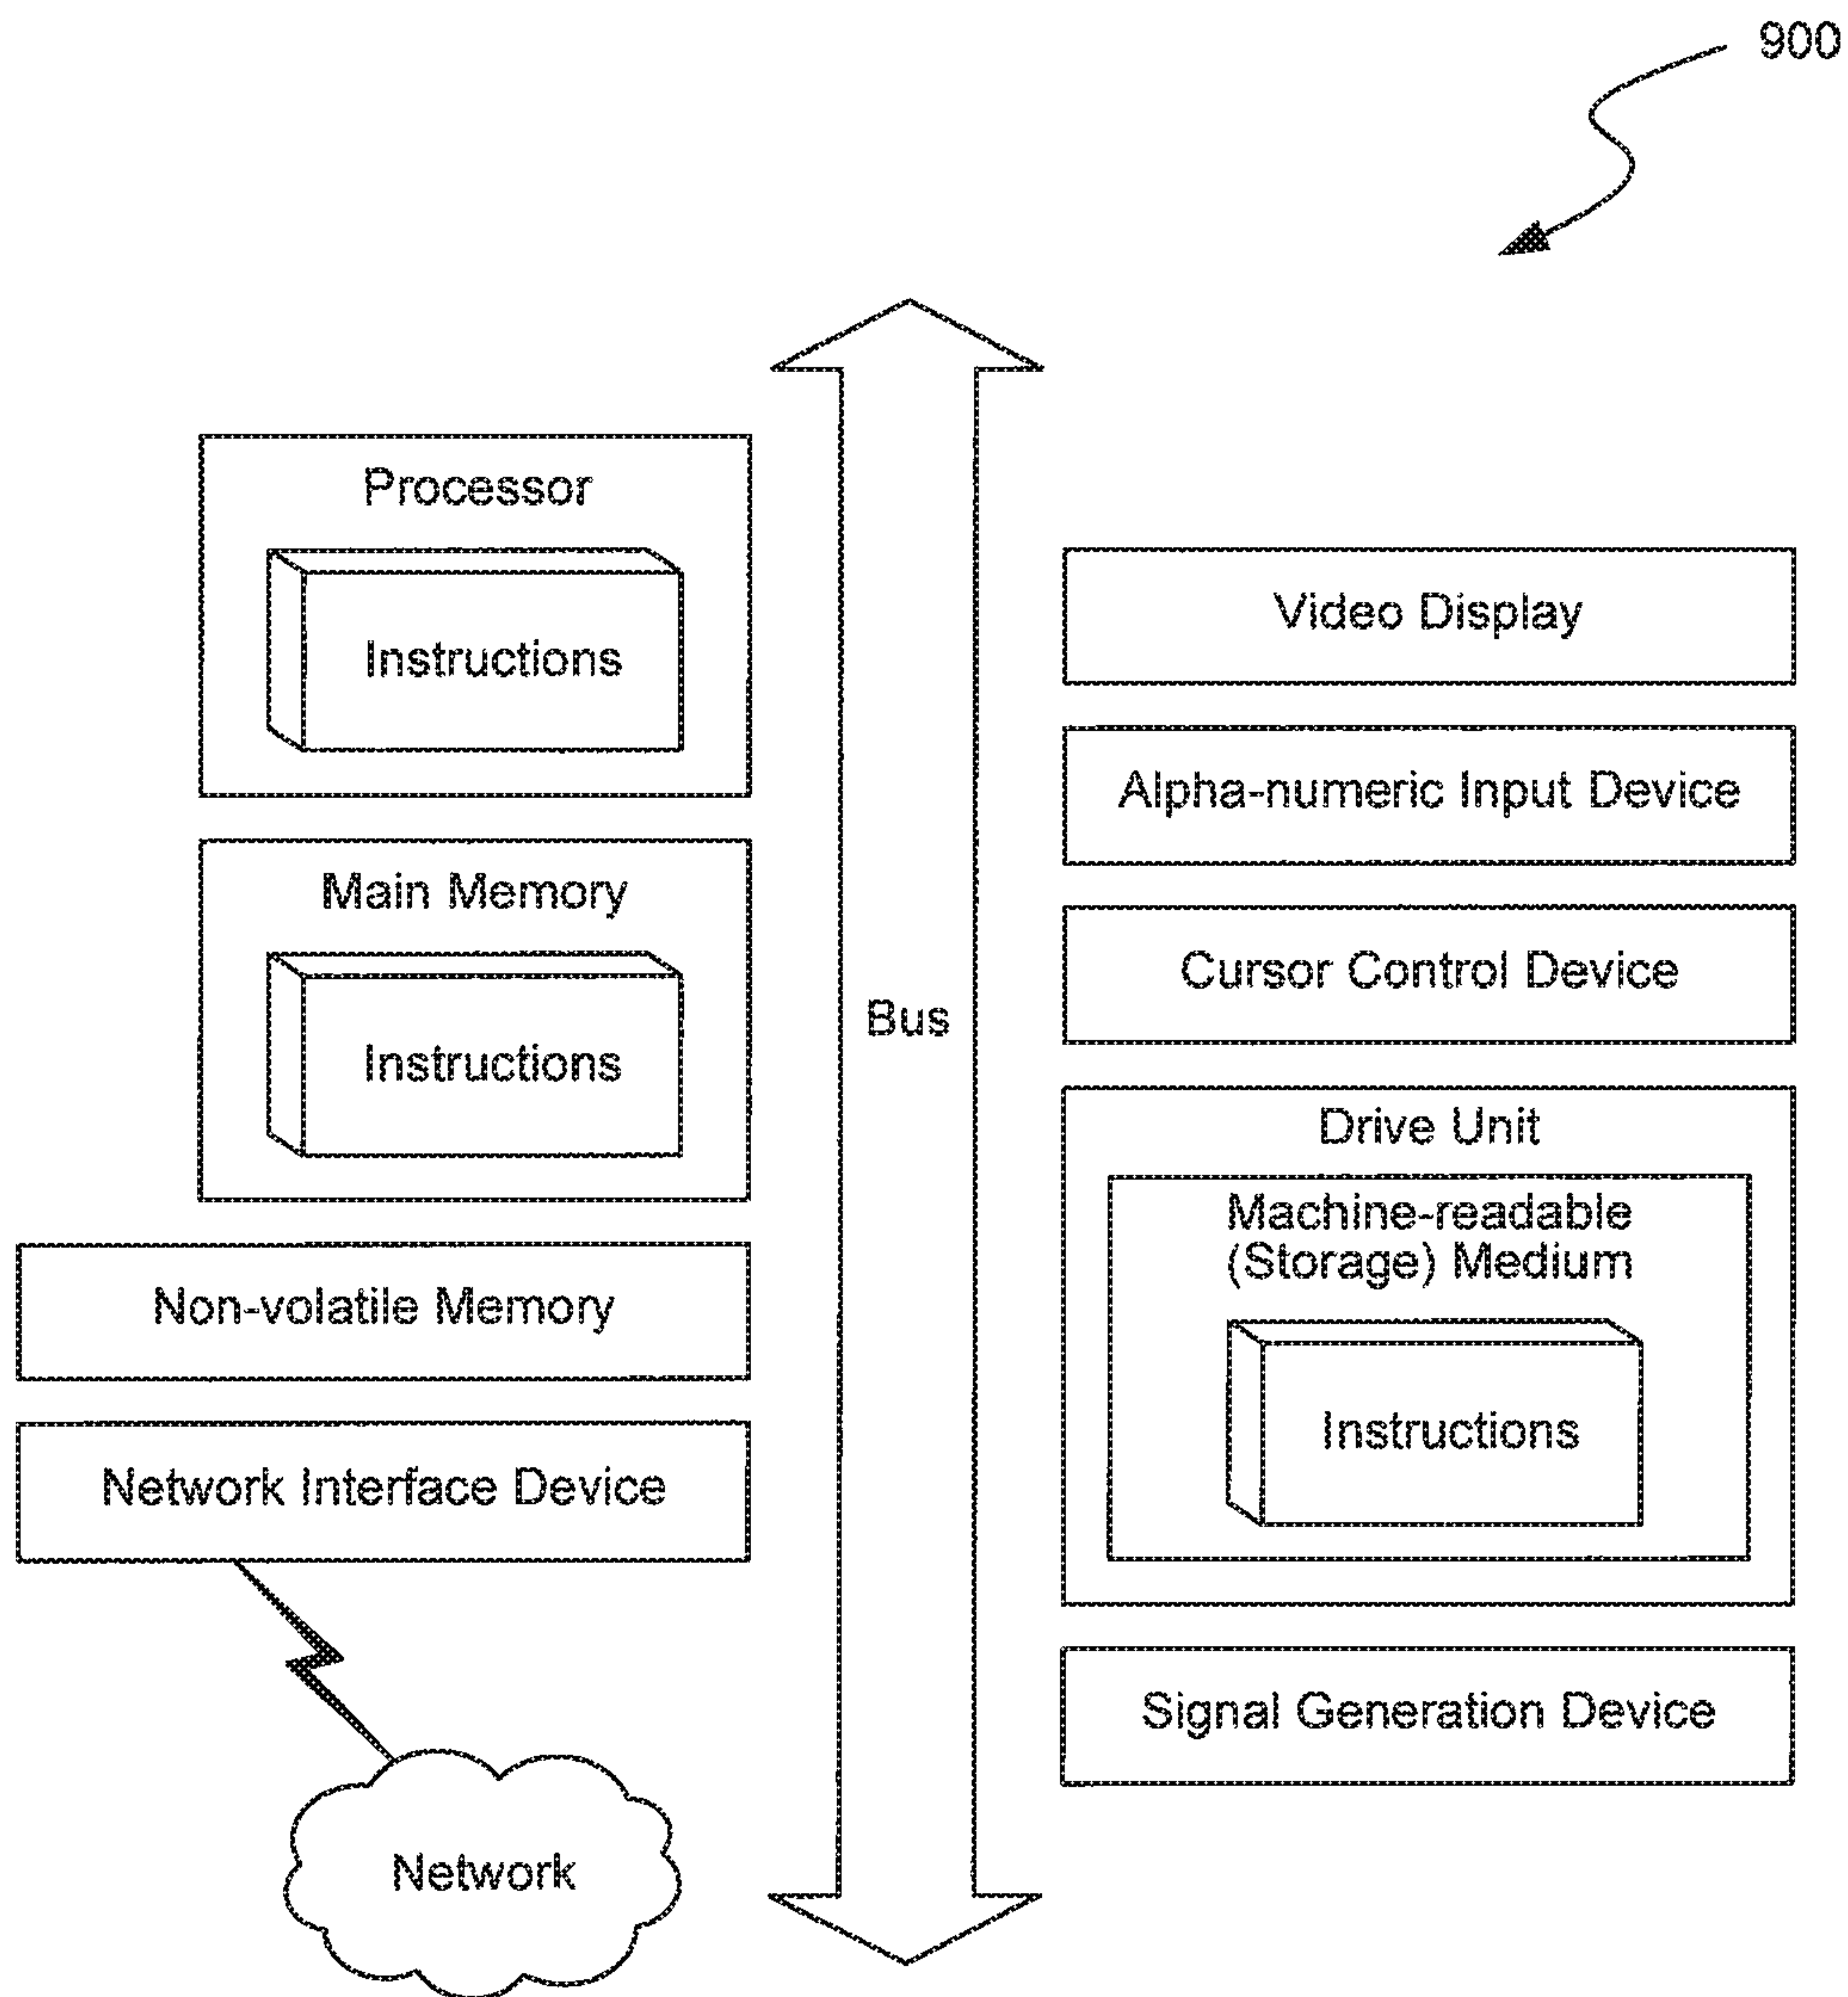 900
Processor
Instructions
Main Memory
Instructions
Non-volatile Memory
Network Interface Device
Network
Bus
Video Display
Alpha-numeric Input Device
Cursor Control Device
Drive Unit
Machine-readable
(Storage) Medium
Instructions
Signal Generation Device